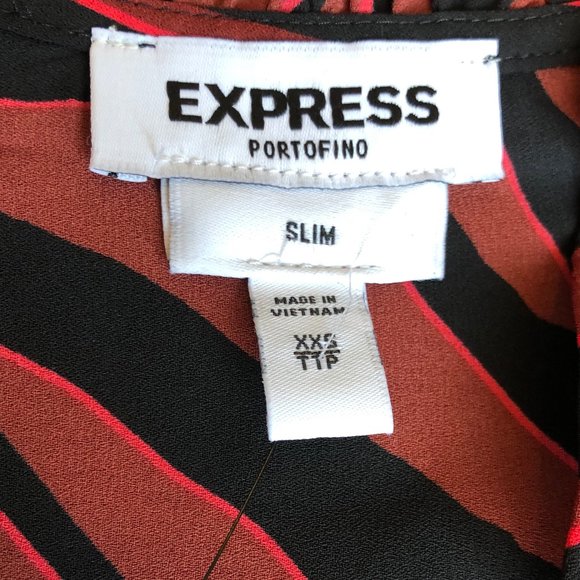 EXPRESS
PORTOFINO
SLIM
MADE IN
VIETNAM
XXS
TTP